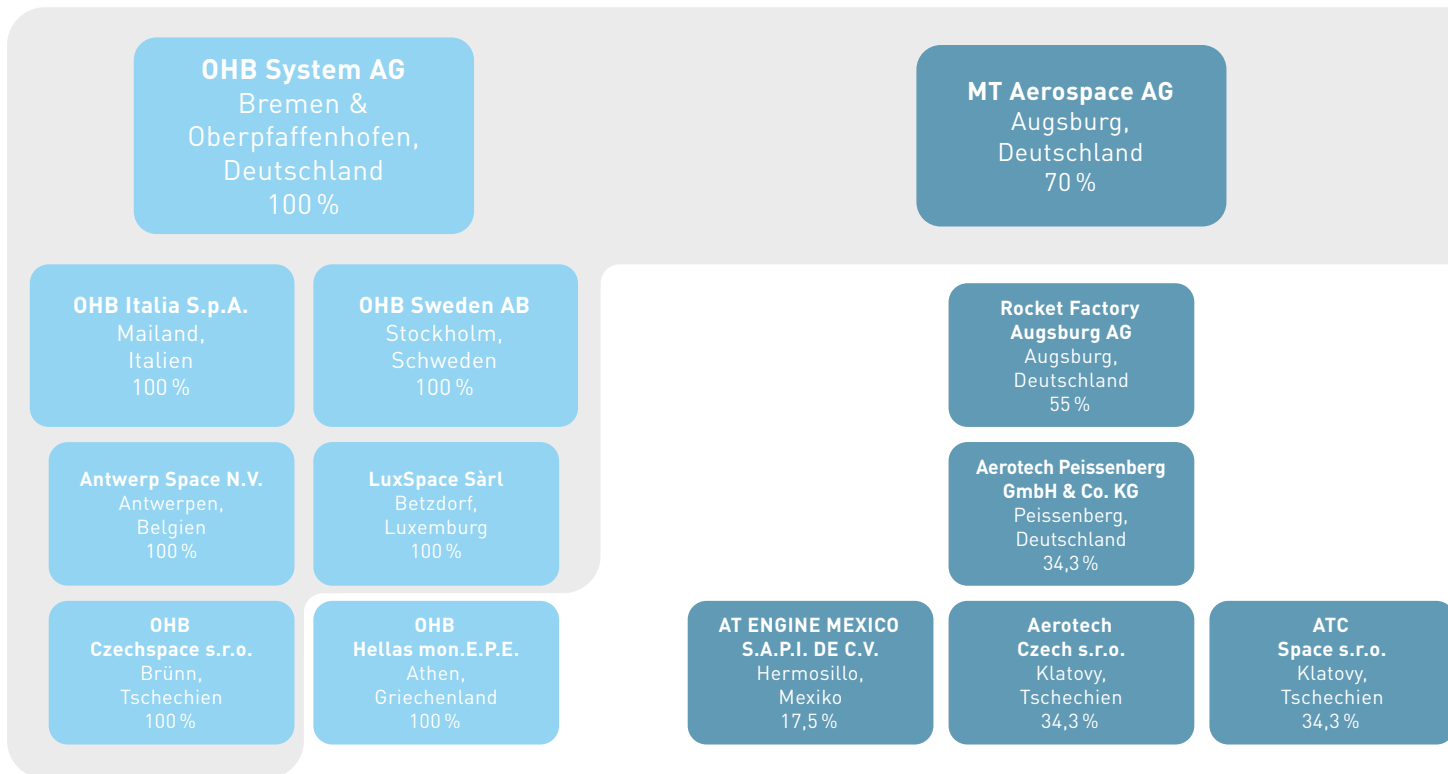 OHB System AG
Bremen &
Oberpfaffenhofen,
Deutschland
100 %
MT Aerospace AG
Augsburg,
Deutschland
70 %
OHB Italia S.p.A.
Mailand,
Italien
100 %
OHB Sweden AB
Stockholm,
Schweden
100 %
Rocket Factory
Augsburg AG
Augsburg,
Deutschland
55 %
Antwerp Space N.V.
Antwerpen,
Belgien
100 %
LuxSpace Sàrl
Betzdorf,
Luxemburg
100 %
Aerotech Peissenberg
GmbH & Co. KG
Peissenberg,
Deutschland
34,3 %
OHB
Czechspace s.r.o.
Brünn,
Tschechien
100 %
OHB
Hellas mon.E.P.E.
Athen,
Griechenland
100 %
AT ENGINE MEXICO
S.A.P.I. DE C.V.
Hermosillo,
Mexiko
17,5 %
Aerotech
Czech s.r.o.
Klatovy,
Tschechien
34,3 %
ATC
Space s.r.o.
Klatovy,
Tschechien
34,3 %